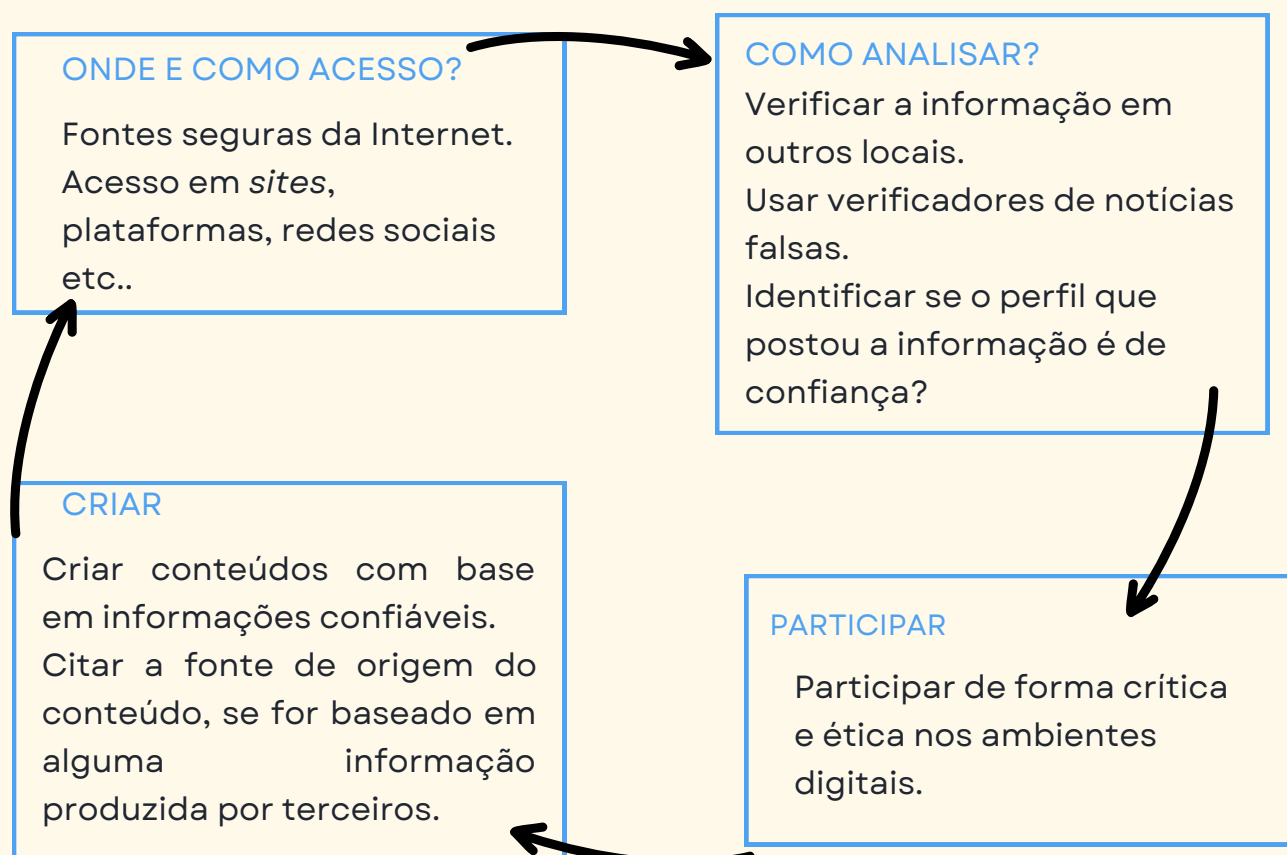 ONDE E COMO ACESSO?
Fontes seguras da Internet.
Acesso em sites,
plataformas, redes sociais
etc..
COMO ANALISAR?
Verificar a informação em
outros locais.
Usar verificadores de notícias
falsas.
Identificar se o perfil que
postou a informação é de
confiança?
PARTICIPAR
Participar de forma crítica
e ética nos ambientes
digitais.
CRIAR
Criar conteúdos com base
em informações confiáveis.
Citar a fonte de origem do
conteúdo, se for baseado em
alguma informação
produzida por terceiros.